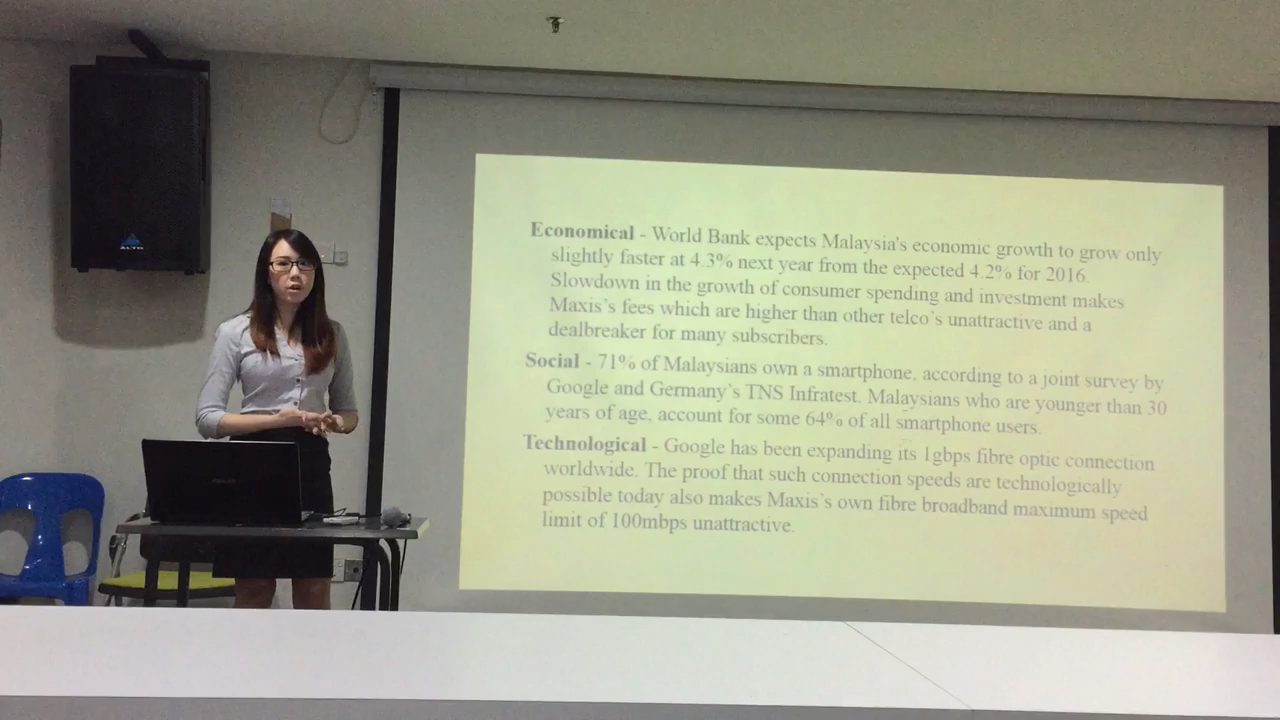 ALTO
Economical - World Bank expects Malaysia's economic growth to grow only
slightly faster at 4.3% next year from the expected 4.2% for 2016.
Slowdown in the growth of consumer spending and investment makes
Maxis's fees which are higher than other telco's unattractive and a
dealbreaker for many subscribers.
Social - 71% of Malaysians own a smartphone, according to a joint survey by
Google and Germany's TNS Infratest. Malaysians who are younger than 30
years of age, account for some 64% of all smartphone users.
Technological - Google has been expanding its 1gbps fibre optic connection
worldwide. The proof that such connection speeds are technologically
possible today also makes Maxis's own fibre broadband maximum speed
limit of 100mbps unattractive.
ASUS